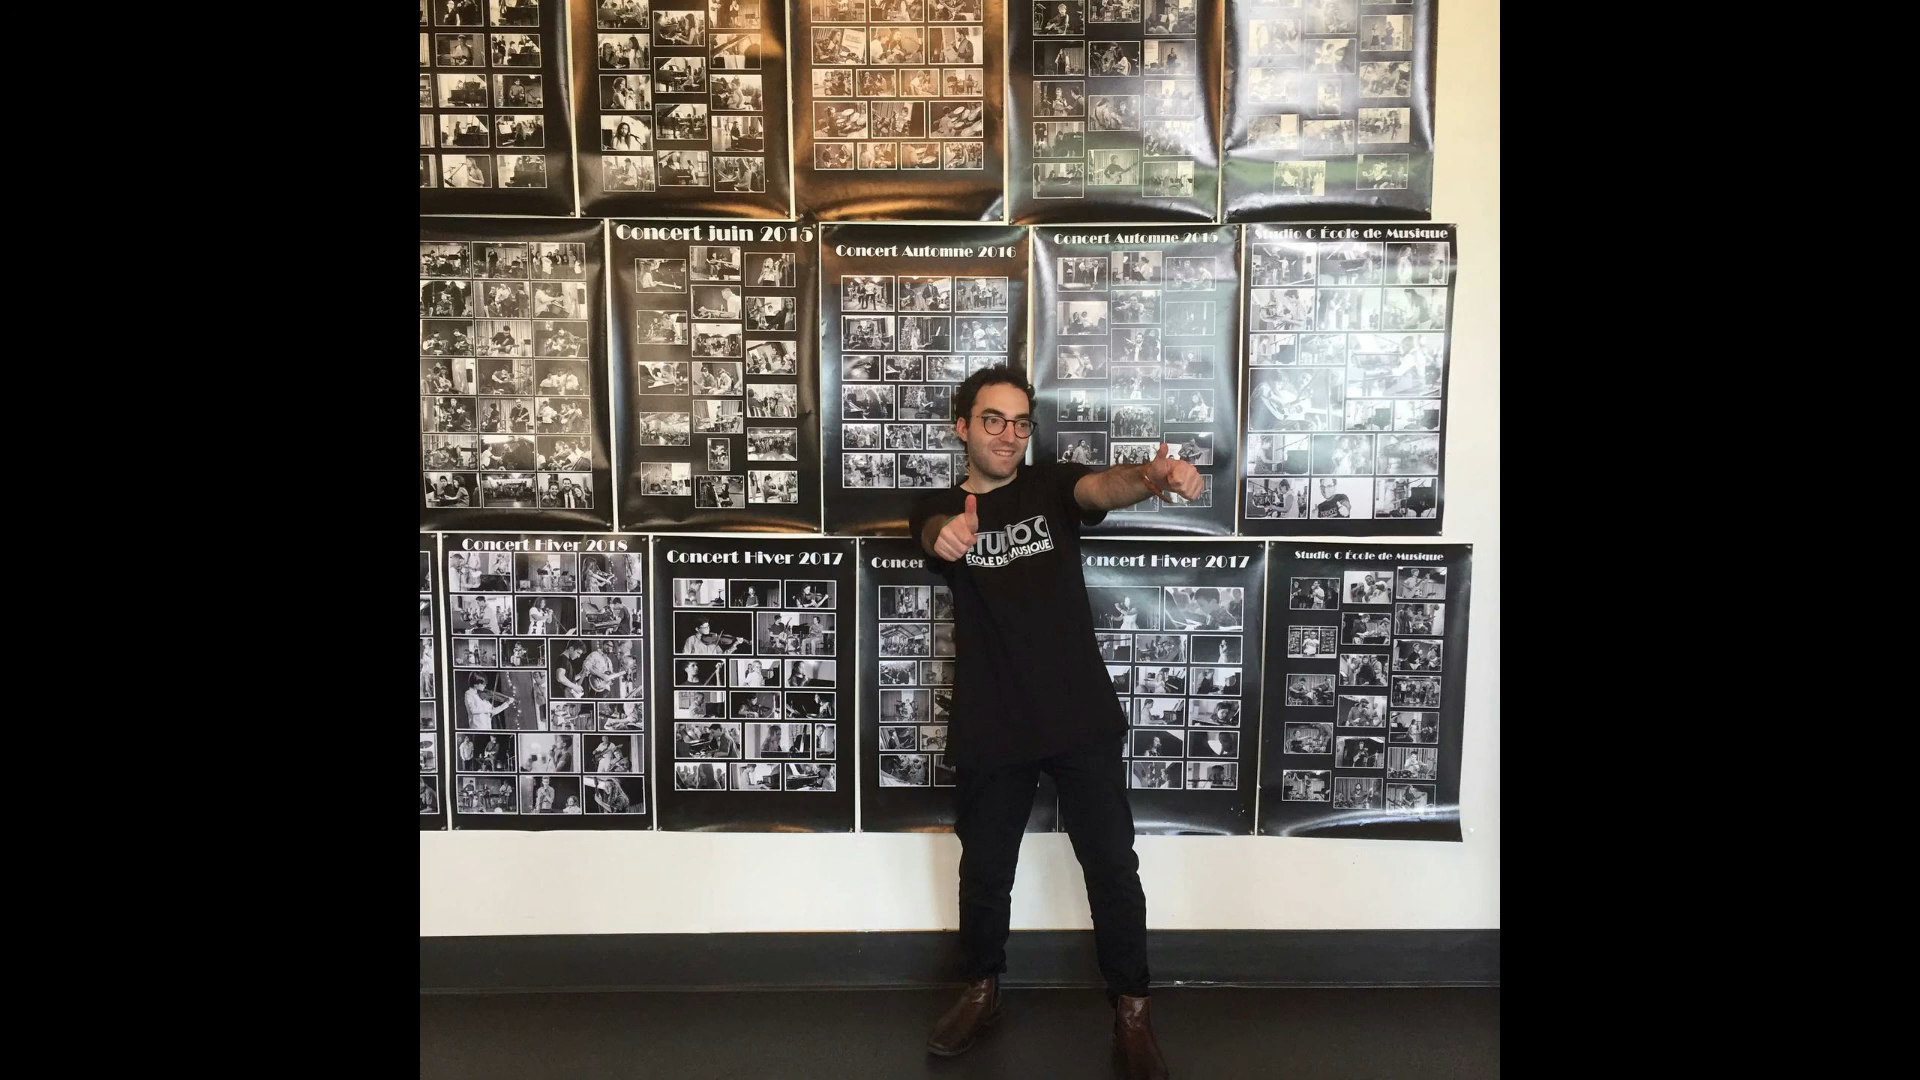 Concert juin 2015
Concert Automne 2016
Concert Automne 2015
Studio C École de Musique
Concert Hiver 2018
Concert Hiver 2017
Concert Hiver 2017
Studio C École de Musique
STUDIO C
ÉCOLE DE MUSIQUE